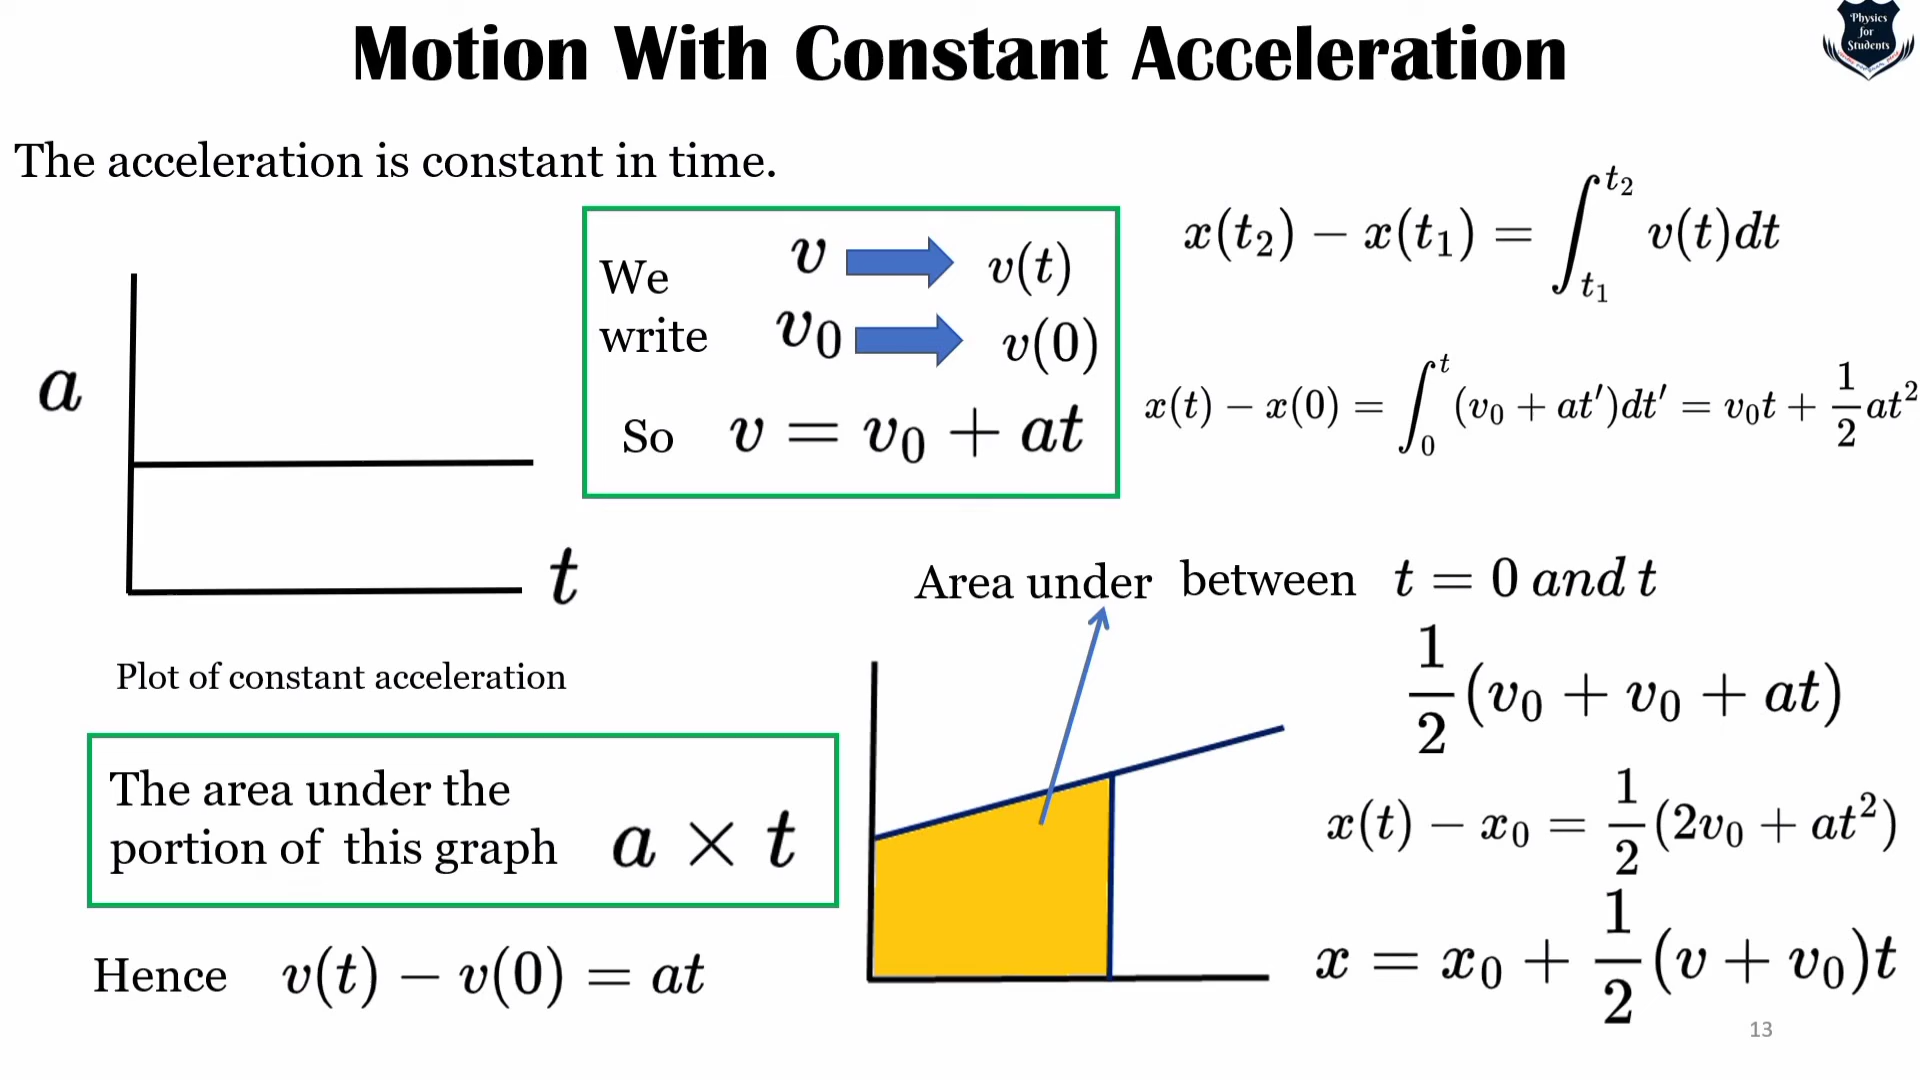 Motion With Constant Acceleration
Physics
for
Students
The acceleration is constant in time.
a
t
Plot of constant acceleration
We write
v → v(t)
v₀ → v(0)
So v = v₀ + at
The area under the
portion of this graph a × t
Hence v(t) − v(0) = at
x(t₂) − x(t₁) = ∫_{t₁}^{t₂} v(t)dt
x(t) − x(0) = ∫₀ᵗ (v₀ + at′)dt′ = v₀t + 1/2 at²
Area under between t = 0 and t
1/2 (v₀ + v₀ + at)
x(t) − x₀ = 1/2 (2v₀ + at²)
x = x₀ + 1/2 (v + v₀)t
13